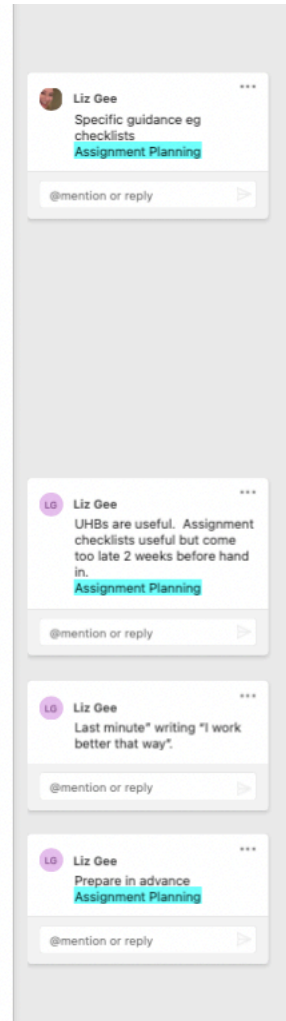 Liz Gee
Specific guidance eg
checklists
Assignment Planning
@mention or reply
LG Liz Gee
UHBs are useful.  Assignment
checklists useful but come
too late 2 weeks before hand
in.
Assignment Planning
@mention or reply
LG Liz Gee
Last minute" writing "I work
better that way".
@mention or reply
LG Liz Gee
Prepare in advance
Assignment Planning
@mention or reply